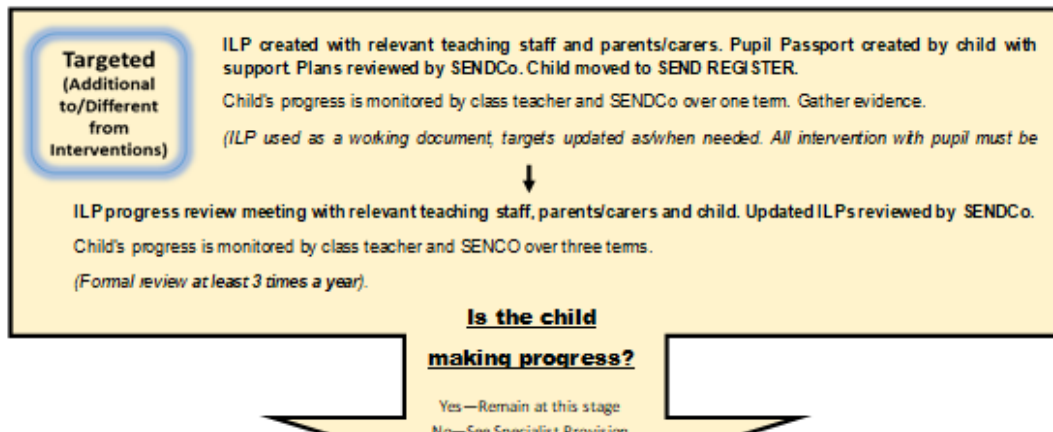 Targeted
(Additional
to/Different
from
Interventions)
ILP created with relevant teaching staff and parents/carers. Pupil Passport created by child with
support. Plans reviewed by SENDCo. Child moved to SEND REGISTER.
Child's progress is monitored by class teacher and SENDCo over one term. Gather evidence.
(ILP used as a working document, targets updated as/when needed. All intervention with pupil must be
ILP progress review meeting with relevant teaching staff, parents/carers and child. Updated ILPs reviewed by SENDCo.
Child's progress is monitored by class teacher and SENCO over three terms.
(Formal review at least 3 times a year).
Is the child
making progress?
Yes—Remain at this stage
No—See Specialist Provision